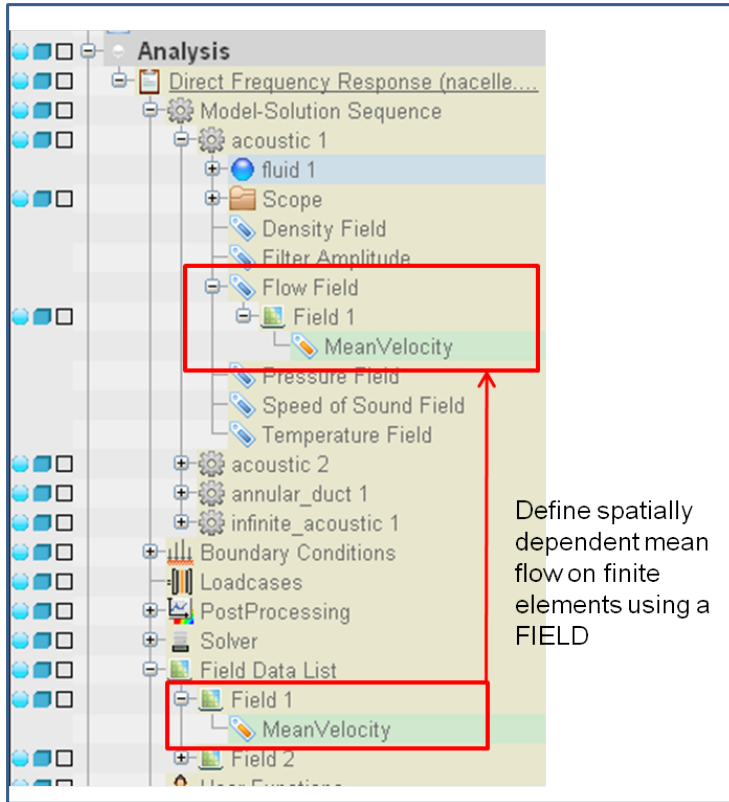 Analysis
Direct Frequency Response (nacelle....
Model-Solution Sequence
acoustic 1
fluid 1
Scope
Density Field
Filter Amplitude
Flow Field
Field 1
MeanVelocity
Pressure Field
Speed of Sound Field
Temperature Field
acoustic 2
annular_duct 1
infinite_acoustic 1
Boundary Conditions
Loadcases
PostProcessing
Solver
Field Data List
Field 1
MeanVelocity
Field 2
User Functions
Define spatially
dependent mean
flow on finite
elements using a
FIELD